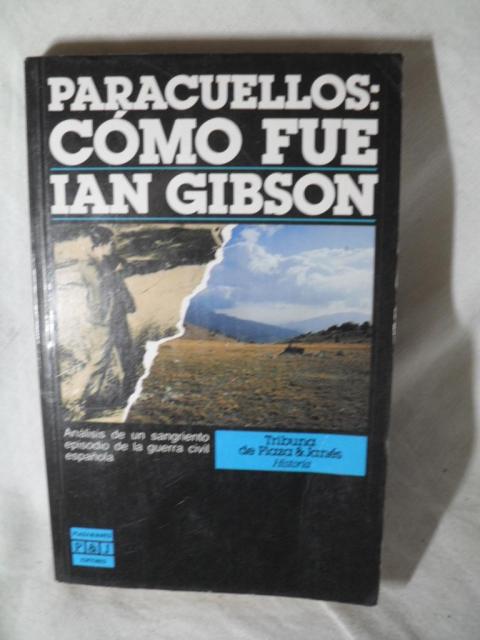 PARACUELLOS:
CÓMO FUE
IAN GIBSON
Análisis de un sangriento
episodio de la guerra civil
española
Tribuna
de Plaza & Janés
Historia
P & J